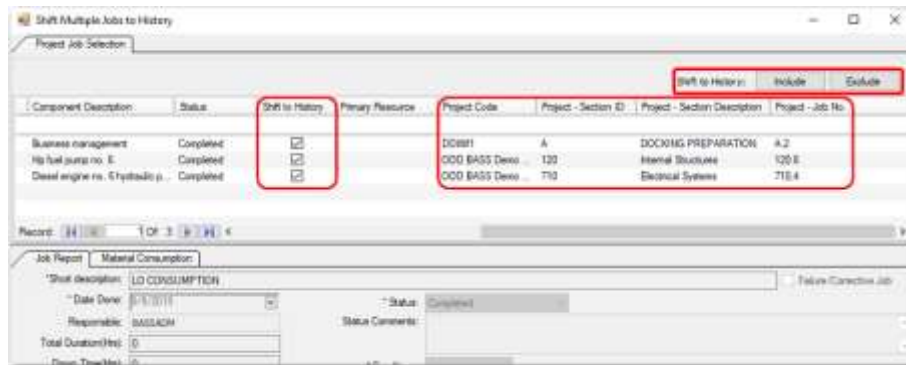 Shift Multiple Jobs to History
Project Job Selection
Shift to History: Include Exclude
Component Description Status Shift to History Primary Resource Project Code Project - Section ID Project - Section Description Project - Job No.
Business management Completed A DOCKING PREPARATION A.2
Hp fuel pump no. 6 Completed ODD BASS Demo ... 120 Internal Structures
Diesel engine no. 6 hydraulic p... Completed ODD BASS Demo ... 710 Electrical Systems 710.4
Record: 1 OF 3
Job Report Material Consumption
*Short description: LO CONSUMPTION Failure Corrective Job
*Date Done: *Status: Completed
Responsible: BASSADM Status Comments:
Total Duration(Hrs): 0
Down Time(Hrs): 0